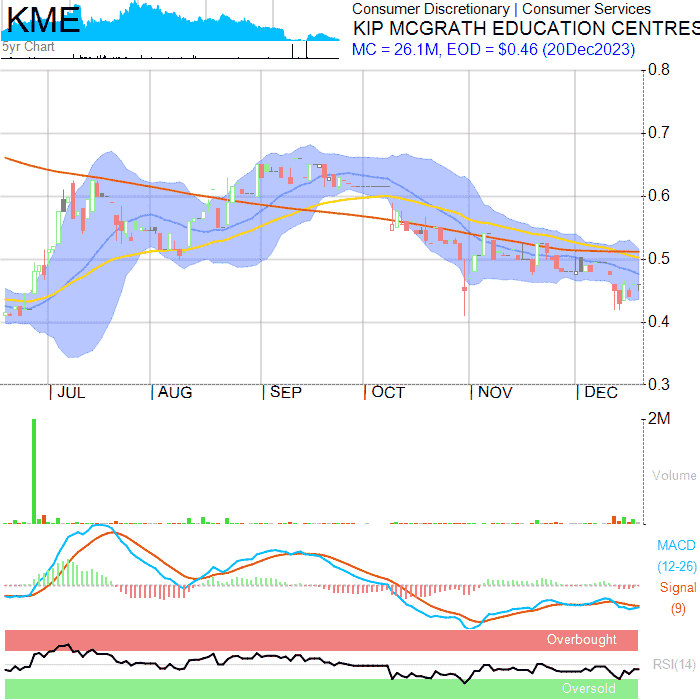 KME
5yr Chart
Consumer Discretionary | Consumer Services
KIP MCGRATH EDUCATION CENTRES
MC = 26.1M, EOD = $0.46 (20Dec2023)
0.8
0.7
0.6
0.5
0.4
0.3
JUL AUG SEP OCT NOV DEC
2M
Volume
MACD
(12-26)
Signal
(9)
Overbought
RSI(14)
Oversold